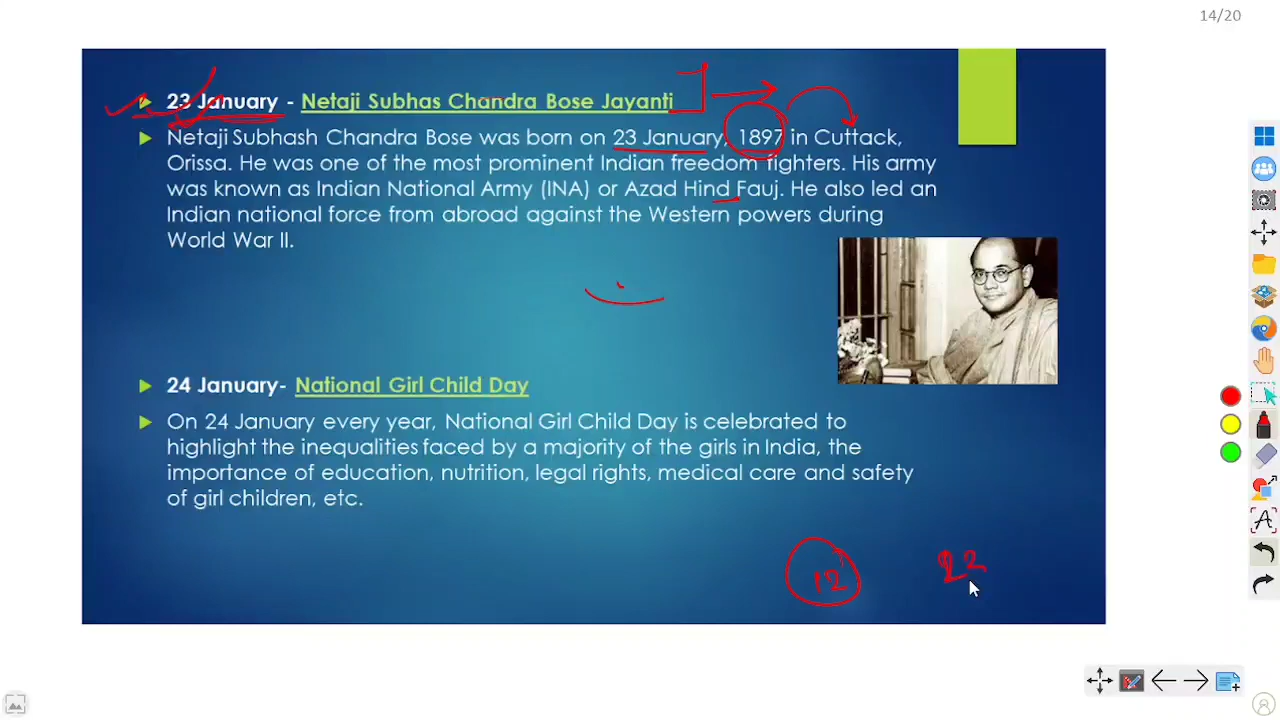 14/20
23 January - Netaji Subhas Chandra Bose Jayanti
Netaji Subhash Chandra Bose was born on 23 January, 1897 in Cuttack,
Orissa. He was one of the most prominent Indian freedom fighters. His army
was known as Indian National Army (INA) or Azad Hind Fauj. He also led an
Indian national force from abroad against the Western powers during
World War II.
24 January- National Girl Child Day
On 24 January every year, National Girl Child Day is celebrated to
highlight the inequalities faced by a majority of the girls in India, the
importance of education, nutrition, legal rights, medical care and safety
of girl children, etc.
12 22